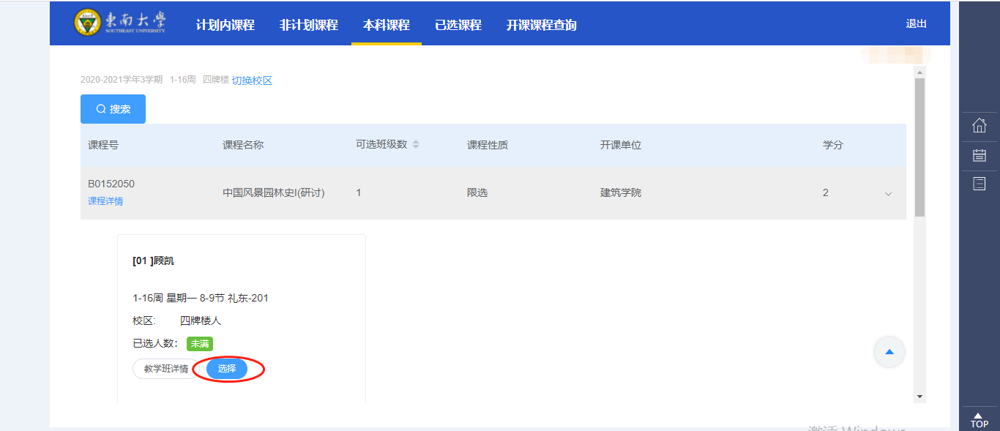 東南大學
SOUTHEAST UNIVERSITY
计划内课程 非计划课程 本科课程 已选课程 开课课程查询 退出
2020-2021学年3学期 1-16周 四牌楼 切换校区
搜索
课程号 课程名称 可选班级数 课程性质 开课单位 学分
B0152050
课程详情
中国风景园林史I(研讨) 1 限选 建筑学院 2
[01 ]顾凯
1-16周 星期一 8-9节 礼东-201
校区: 四牌楼人
已选人数: 未满
教学班详情 选择
TOP
激活 Windows